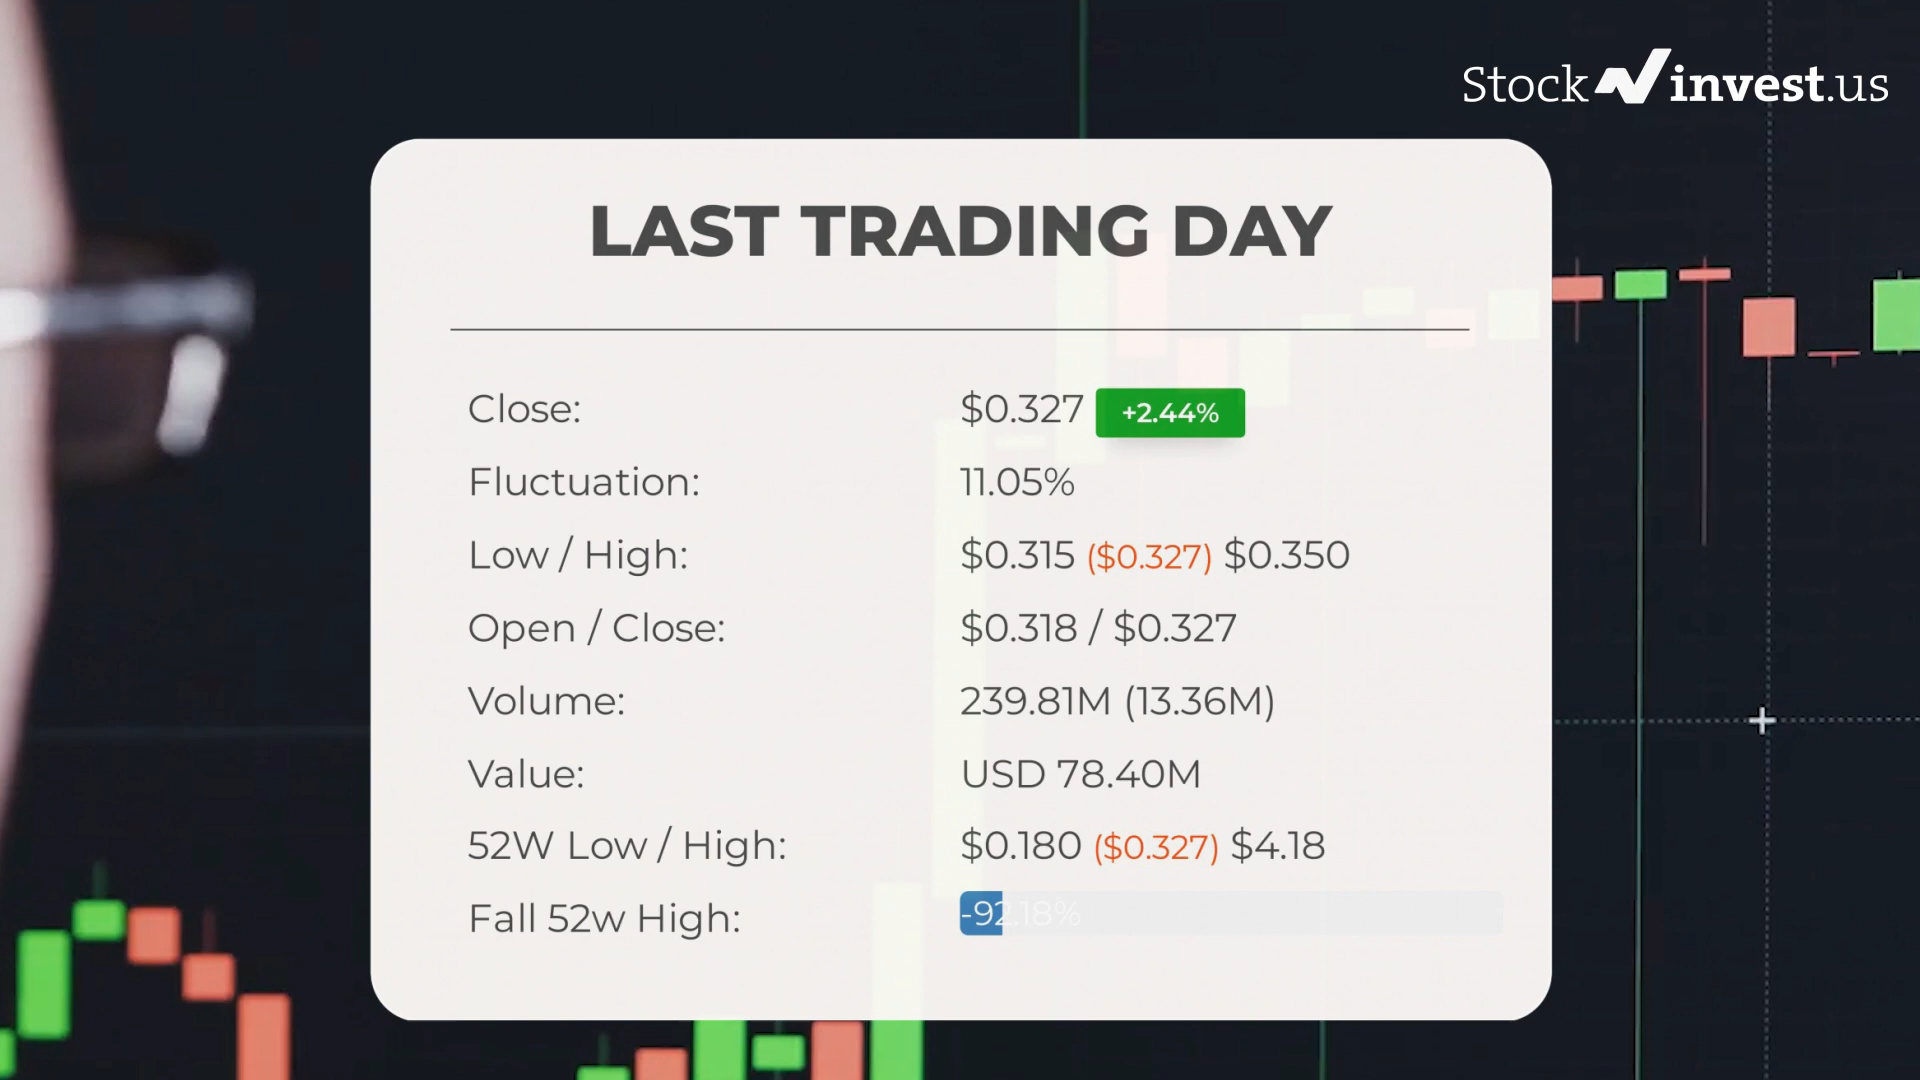 Stock invest.us
LAST TRADING DAY
Close: $0.327 +2.44%
Fluctuation: 11.05%
Low / High: $0.315 ($0.327) $0.350
Open / Close: $0.318 / $0.327
Volume: 239.81M (13.36M)
Value: USD 78.40M
52W Low / High: $0.180 ($0.327) $4.18
Fall 52w High: -92.18%